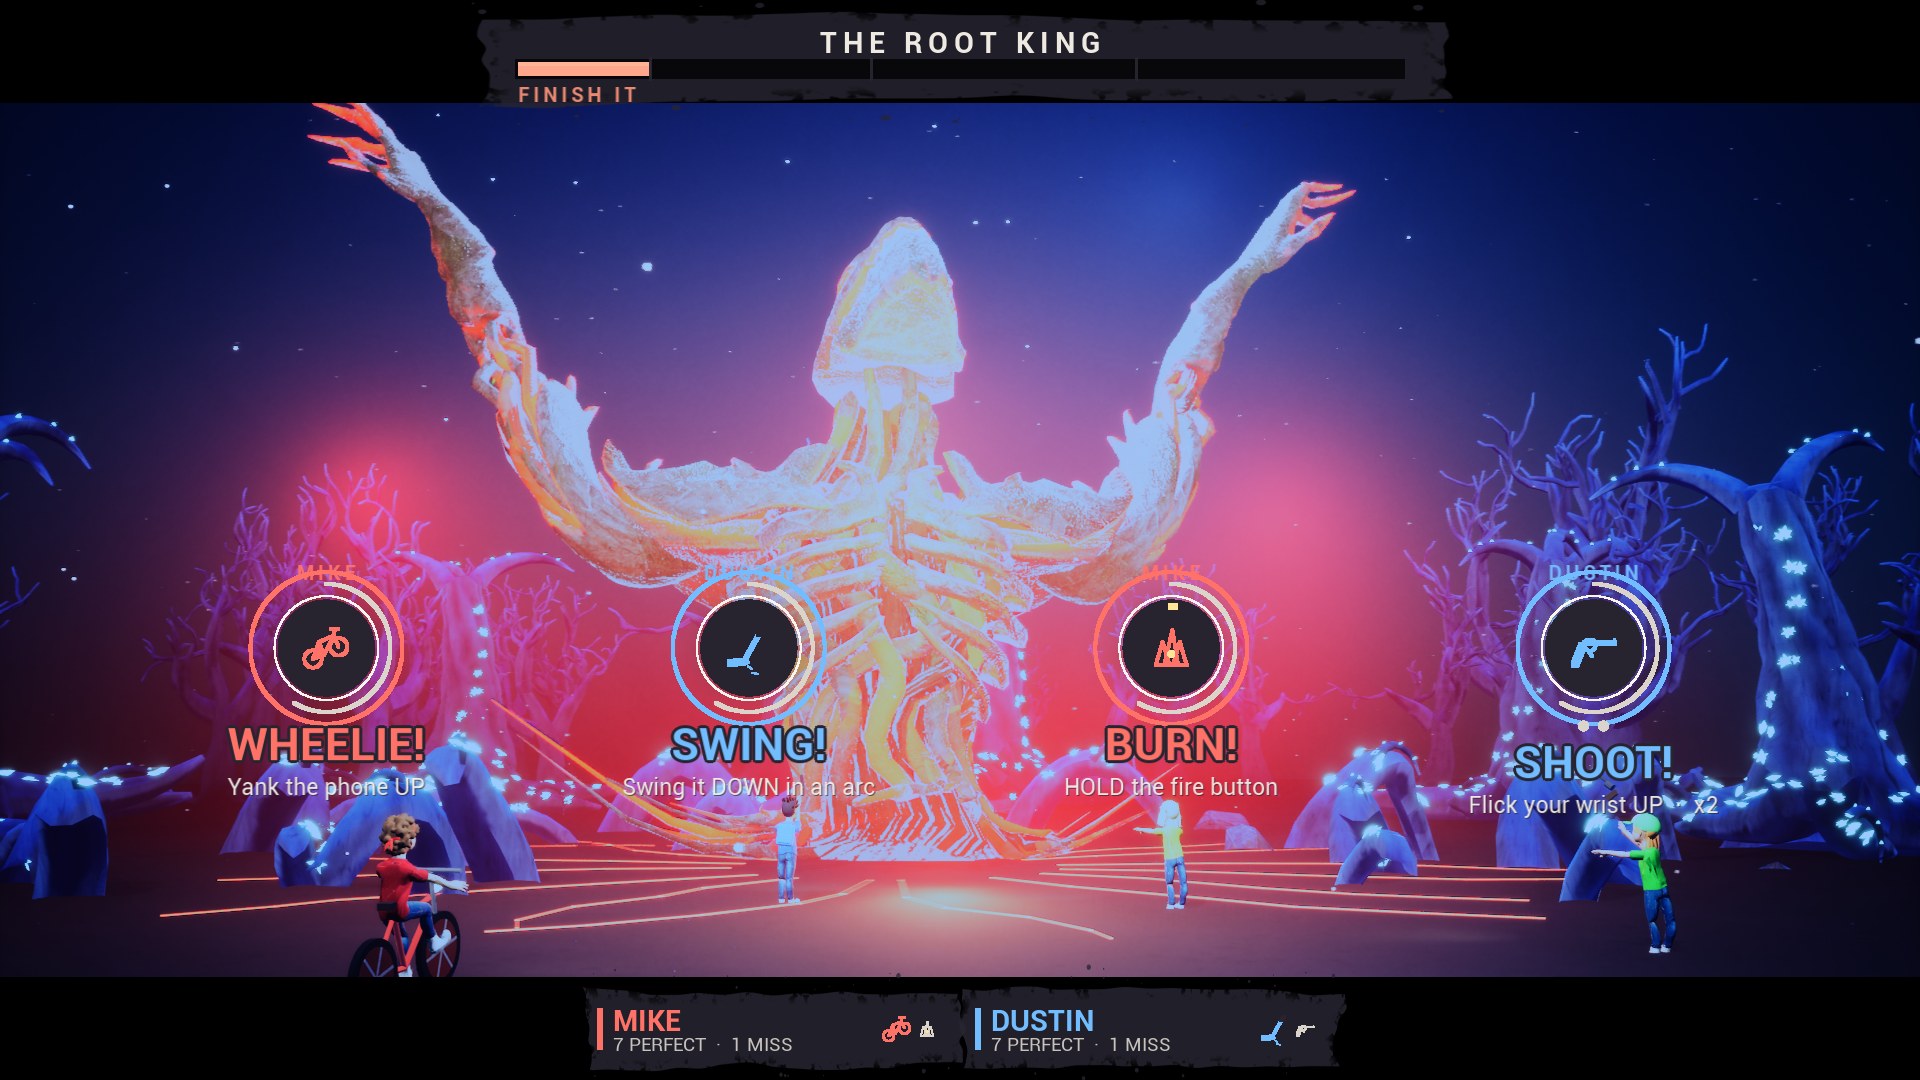 THE ROOT KING
FINISH IT
MIKE
DUSTIN
MIKE
DUSTIN
WHEELIE!
SWING!
BURN!
SHOOT!
Yank the phone UP
Swing it DOWN in an arc
HOLD the fire button
Flick your wrist UP · x2
MIKE
7 PERFECT · 1 MISS
DUSTIN
7 PERFECT · 1 MISS